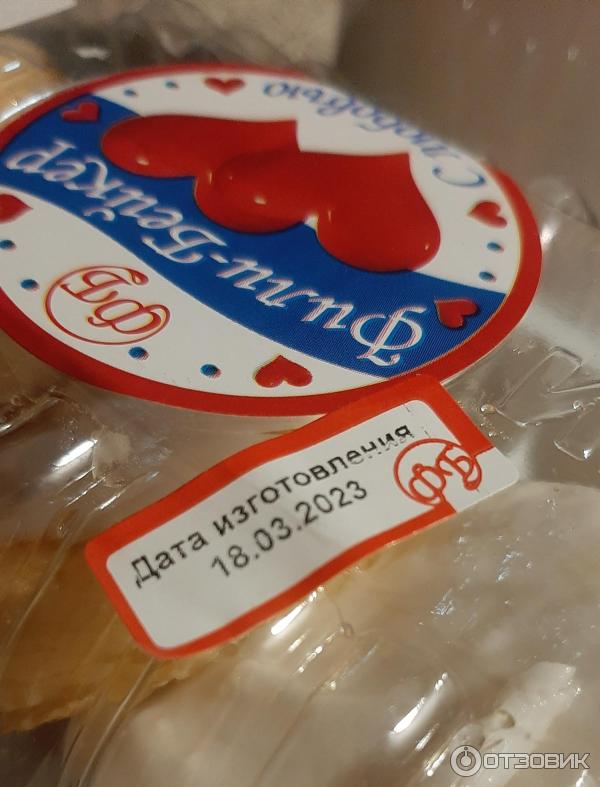 С любовью
Фили-Бейкер
ФБ
Дата изготовления
18.03.2023
ФБ
ОТЗОВИК